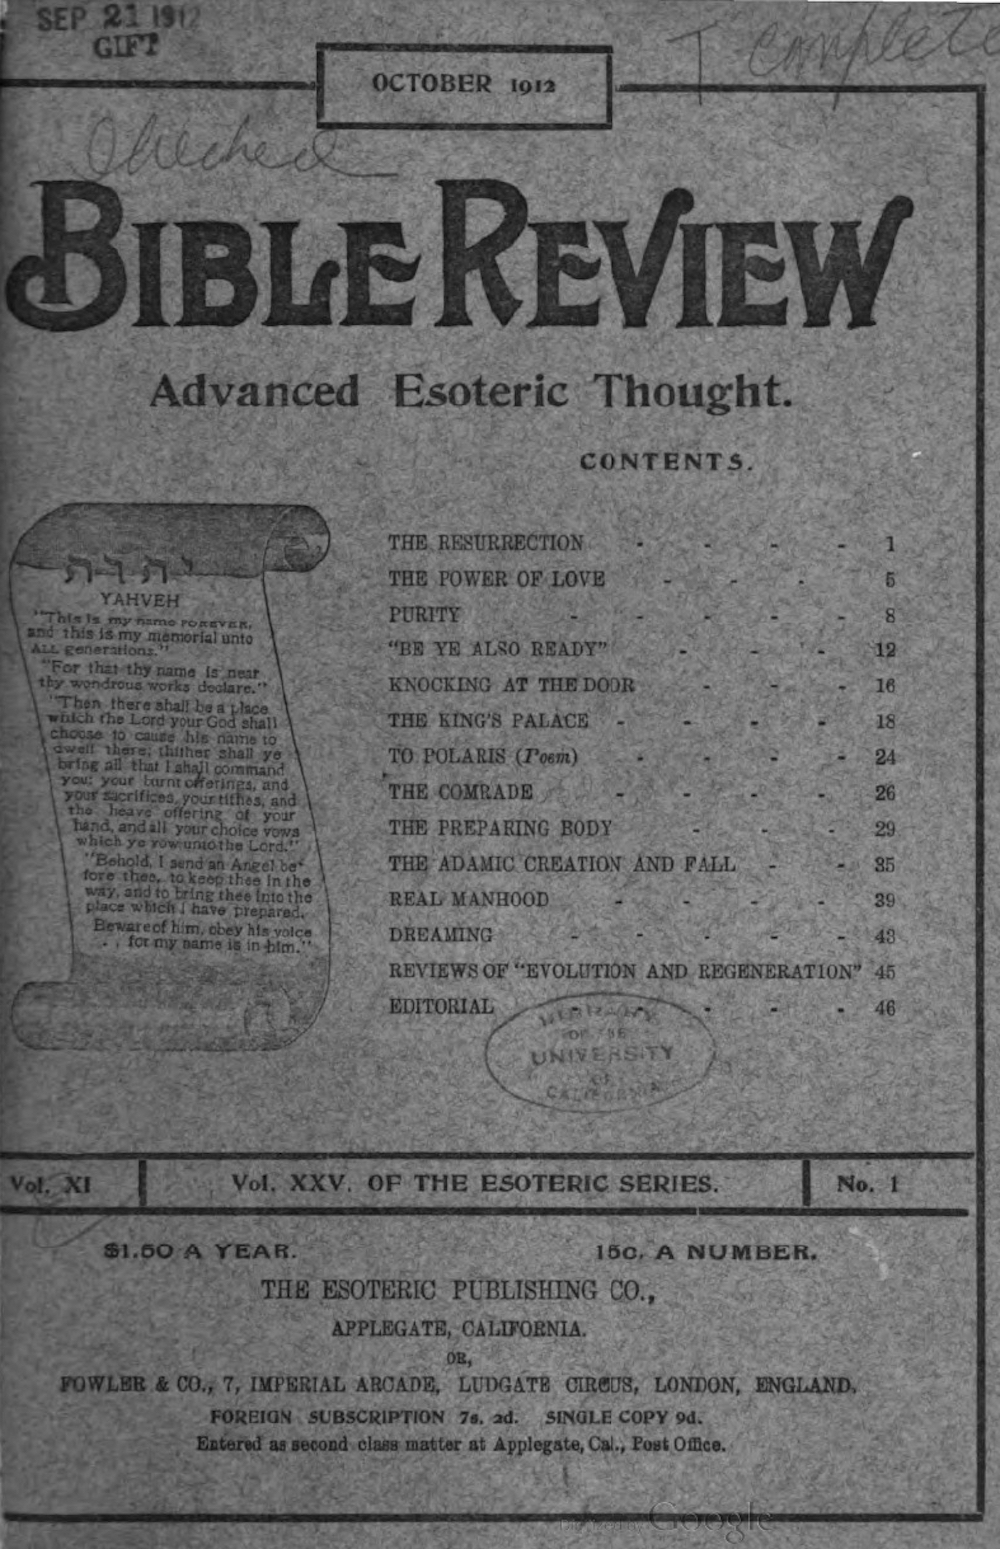 SEP 21 1912
GIFT
T Complete
OCTOBER 1912
Checked
BIBLE REVIEW
Advanced Esoteric Thought.
CONTENTS.
יהוה
YAHVEH
"This is my name FOREVER,
and this is my memorial unto
ALL generations."
"For that thy name is near
thy wondrous works declare."
"Then there shall be a place
which the Lord your God shall
choose to cause his name to
dwell there; thither shall ye
bring all that I shall command
you: your burnt offerings, and
your sacrifices, your tithes, and
the heave offering of your
hand, and all your choice vows
which ye vow unto the Lord."
"Behold, I send an Angel be-
fore thee, to keep thee in the
way, and to bring thee into the
place which I have prepared.
Beware of him, obey his voice
. . for my name is in him."
THE RESURRECTION - - - - 1
THE POWER OF LOVE - - - 5
PURITY - - - - - 8
"BE YE ALSO READY" - - - 12
KNOCKING AT THE DOOR - - - 16
THE KING'S PALACE - - - - 18
TO POLARIS (Poem) - - - - 24
THE COMRADE - - - - 26
THE PREPARING BODY - - - 29
THE ADAMIC CREATION AND FALL - - 35
REAL MANHOOD - - - - 39
DREAMING - - - - - 43
REVIEWS OF "EVOLUTION AND REGENERATION" 45
EDITORIAL - - - - 46
LIBRARY
OF THE
UNIVERSITY
OF
CALIFORNIA
Vol. XI Vol. XXV. OF THE ESOTERIC SERIES. No. 1
$1.50 A YEAR. 15c. A NUMBER.
THE ESOTERIC PUBLISHING CO.,
APPLEGATE, CALIFORNIA.
OR,
FOWLER & CO., 7, IMPERIAL ARCADE, LUDGATE CIRCUS, LONDON, ENGLAND.
FOREIGN SUBSCRIPTION 7s. 2d. SINGLE COPY 9d.
Entered as second class matter at Applegate, Cal., Post Office.
Google